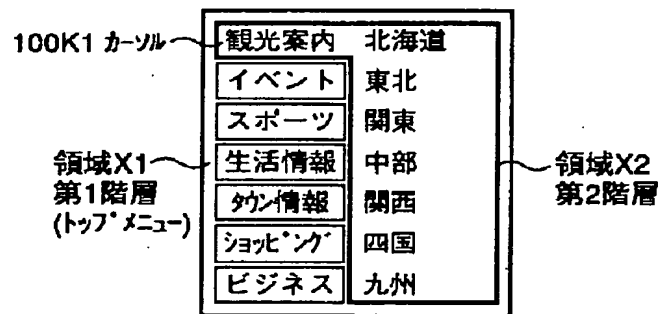 100K1 カーソル
観光案内 北海道
イベント 東北
スポーツ 関東
生活情報 中部
タウン情報 関西
ショッピング 四国
ビジネス 九州
領域X1
第1階層
(トップメニュー)
領域X2
第2階層